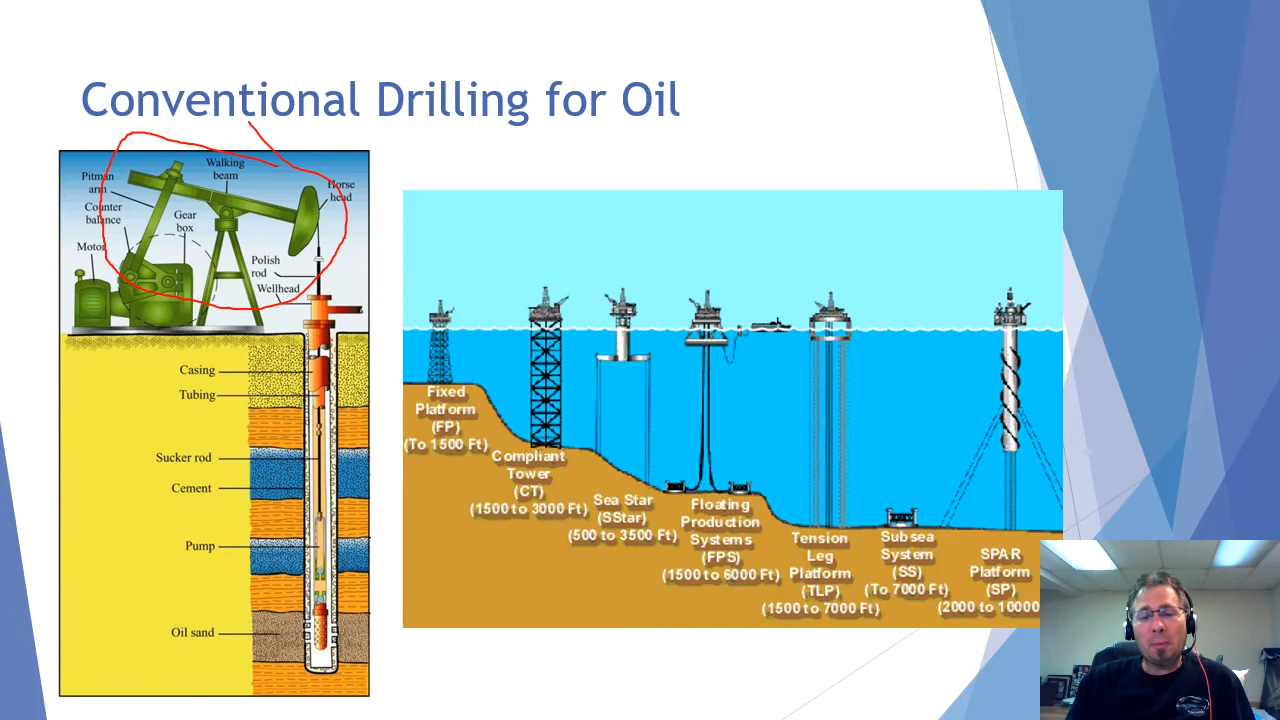 Conventional Drilling for Oil
Walking
beam
Pitman
arm
Horse
head
Counter
balance
Gear
box
Motor
Polish
rod
Wellhead
Casing
Tubing
Sucker rod
Cement
Pump
Oil sand
Fixed
Platform
(FP)
(To 1500 Ft)
Compliant
Tower
(CT)
(1500 to 3000 Ft)
Sea Star
(SStar)
(500 to 3500 Ft)
Floating
Production
Systems
(FPS)
(1500 to 6000 Ft)
Tension
Leg
Platform
(TLP)
(1500 to 7000 Ft)
Subsea
System
(SS)
(To 7000 Ft)
SPAR
Platform
(SP)
(2000 to 10000